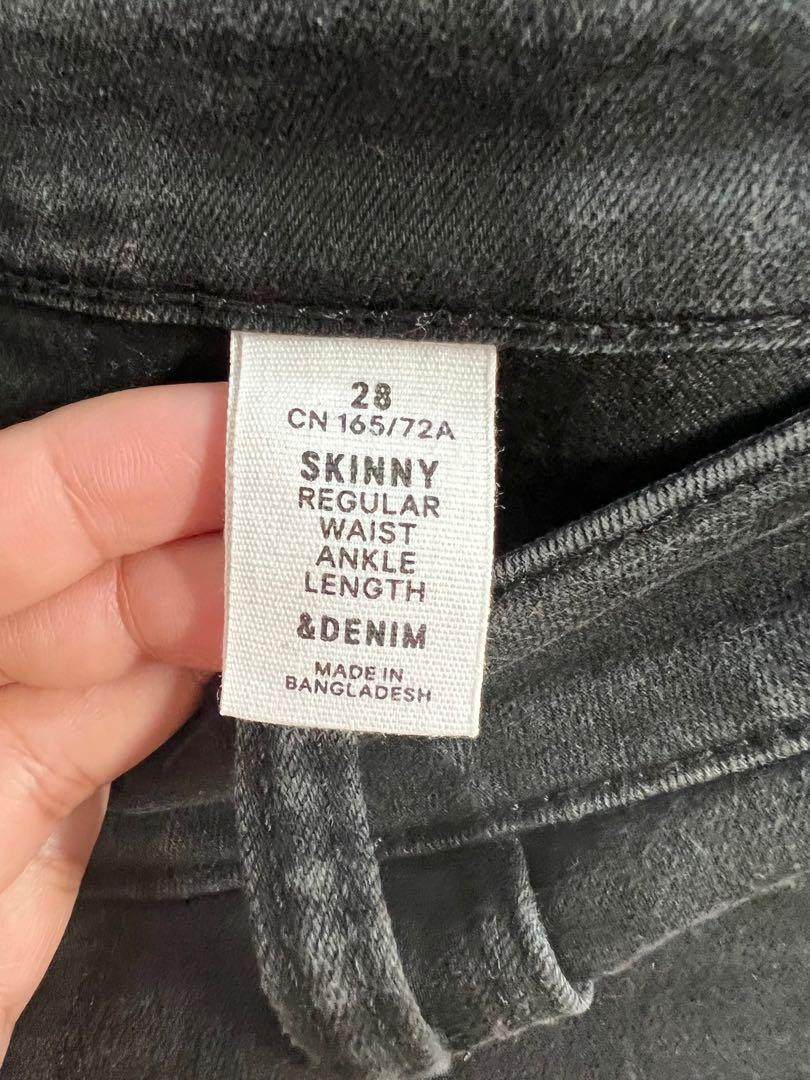 28
CN 165/72A
SKINNY
REGULAR
WAIST
ANKLE
LENGTH
&DENIM
MADE IN
BANGLADESH